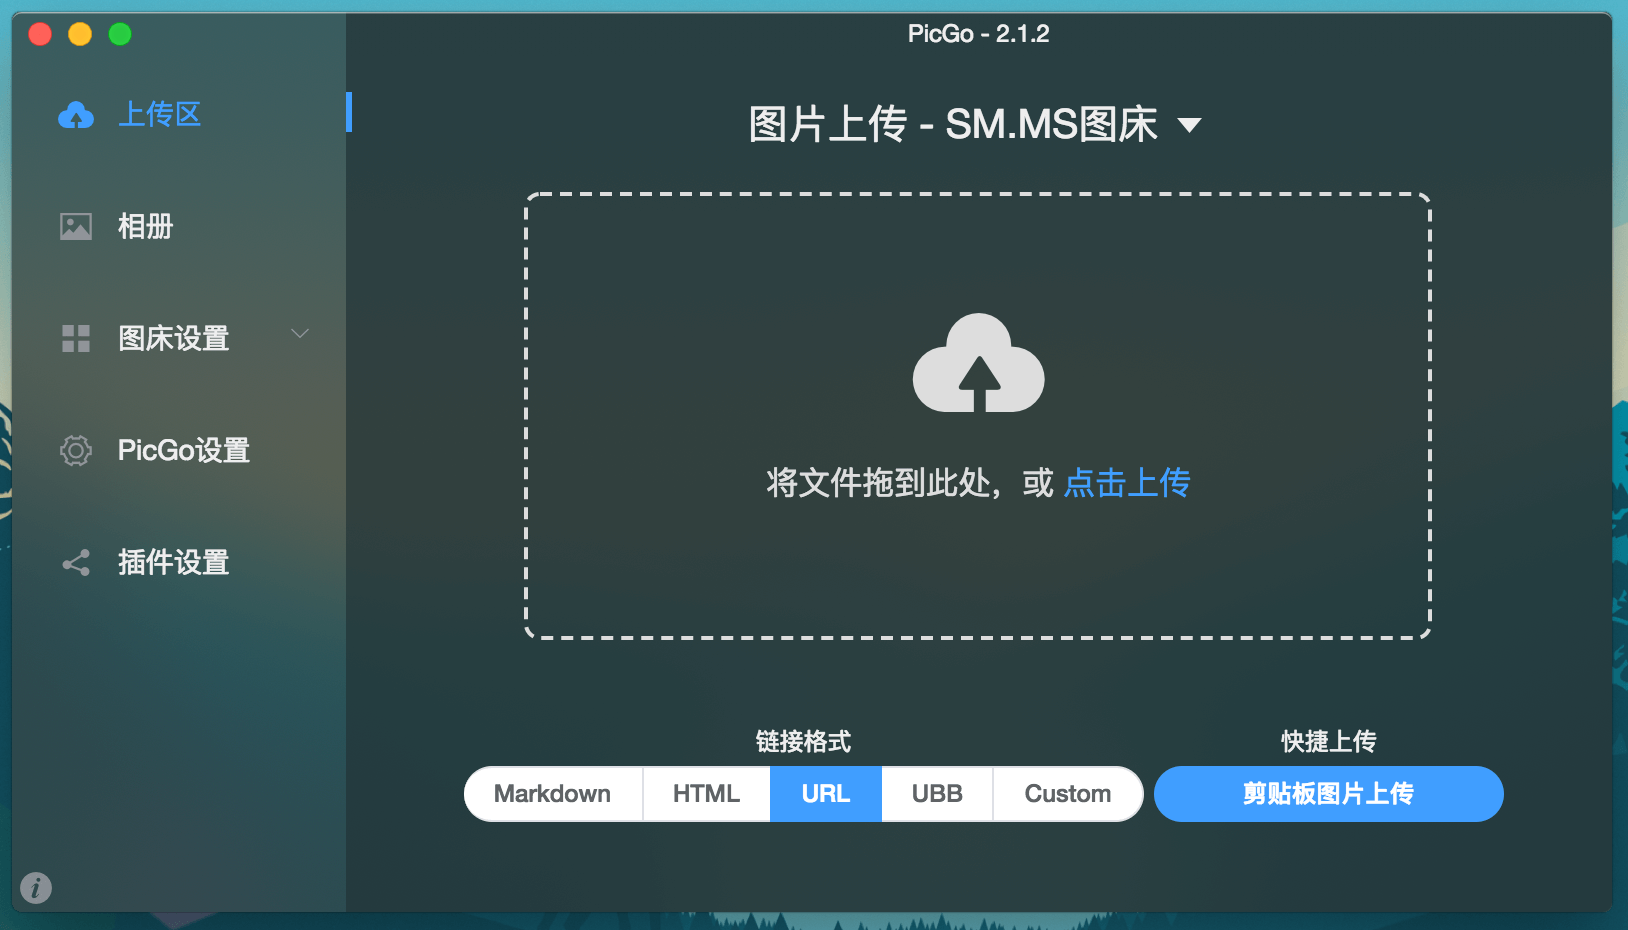 PicGo - 2.1.2
上传区
相册
图床设置
PicGo设置
插件设置
图片上传 - SM.MS图床
将文件拖到此处，或 点击上传
链接格式
Markdown HTML URL UBB Custom
快捷上传
剪贴板图片上传
i